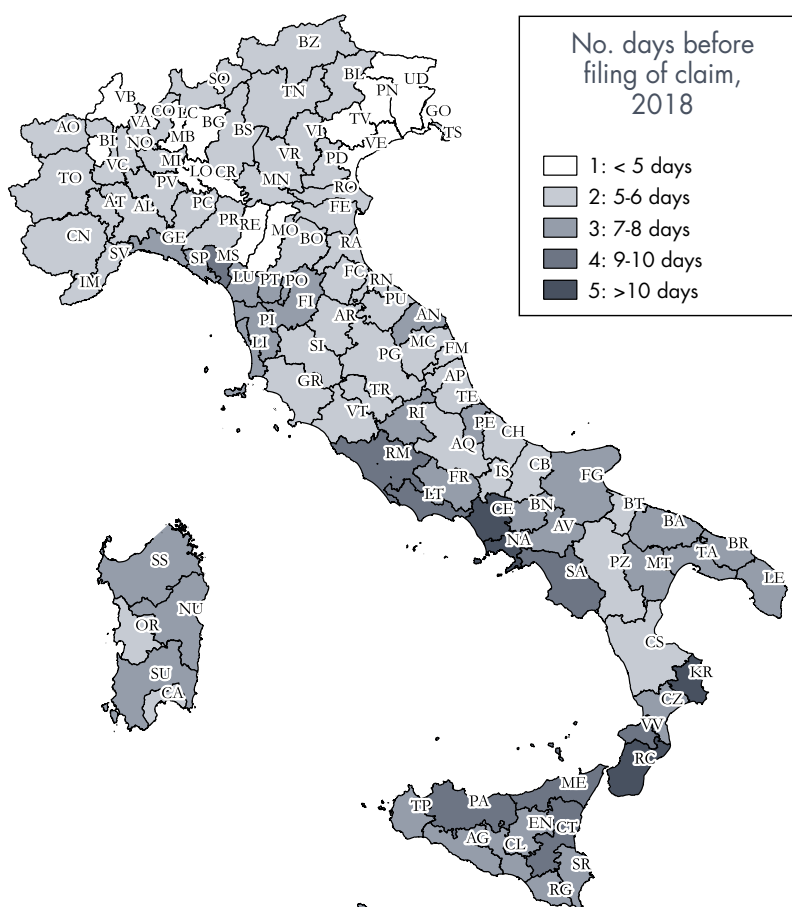 No. days before
filing of claim,
2018
1: < 5 days
2: 5-6 days
3: 7-8 days
4: 9-10 days
5: >10 days
BZ
SO
BL
UD
TN
PN
VB
CO
LC
GO
VA
BG
TV
TS
AO
MB
BS
VI
VE
BI
NO
VR
PD
MI
VC
LO
CR
TO
PV
MN
RO
AT
AL
PC
FE
PR
RE
MO
CN
GE
BO
RA
SV
SP
MS
FC
RN
IM
LU
PT
PO
PU
FI
AR
AN
PI
MC
LI
SI
PG
FM
AP
GR
TR
TE
VT
RI
PE
CH
AQ
RM
CB
IS
FR
FG
LT
CE
BN
BT
BA
AV
NA
BR
TA
SS
SA
PZ
MT
LE
NU
OR
CS
SU
KR
CA
CZ
VV
RC
ME
TP
PA
EN
CT
AG
CL
SR
RG